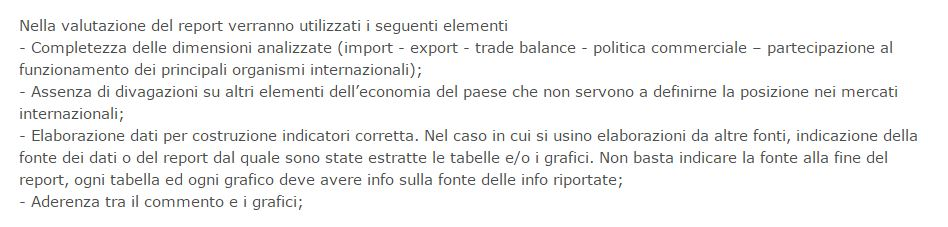 Nella valutazione del report verranno utilizzati i seguenti elementi
- Completezza delle dimensioni analizzate (import - export - trade balance - politica commerciale – partecipazione al
funzionamento dei principali organismi internazionali);
- Assenza di divagazioni su altri elementi dell’economia del paese che non servono a definirne la posizione nei mercati
internazionali;
- Elaborazione dati per costruzione indicatori corretta. Nel caso in cui si usino elaborazioni da altre fonti, indicazione della
fonte dei dati o del report dal quale sono state estratte le tabelle e/o i grafici. Non basta indicare la fonte alla fine del
report, ogni tabella ed ogni grafico deve avere info sulla fonte delle info riportate;
- Aderenza tra il commento e i grafici;